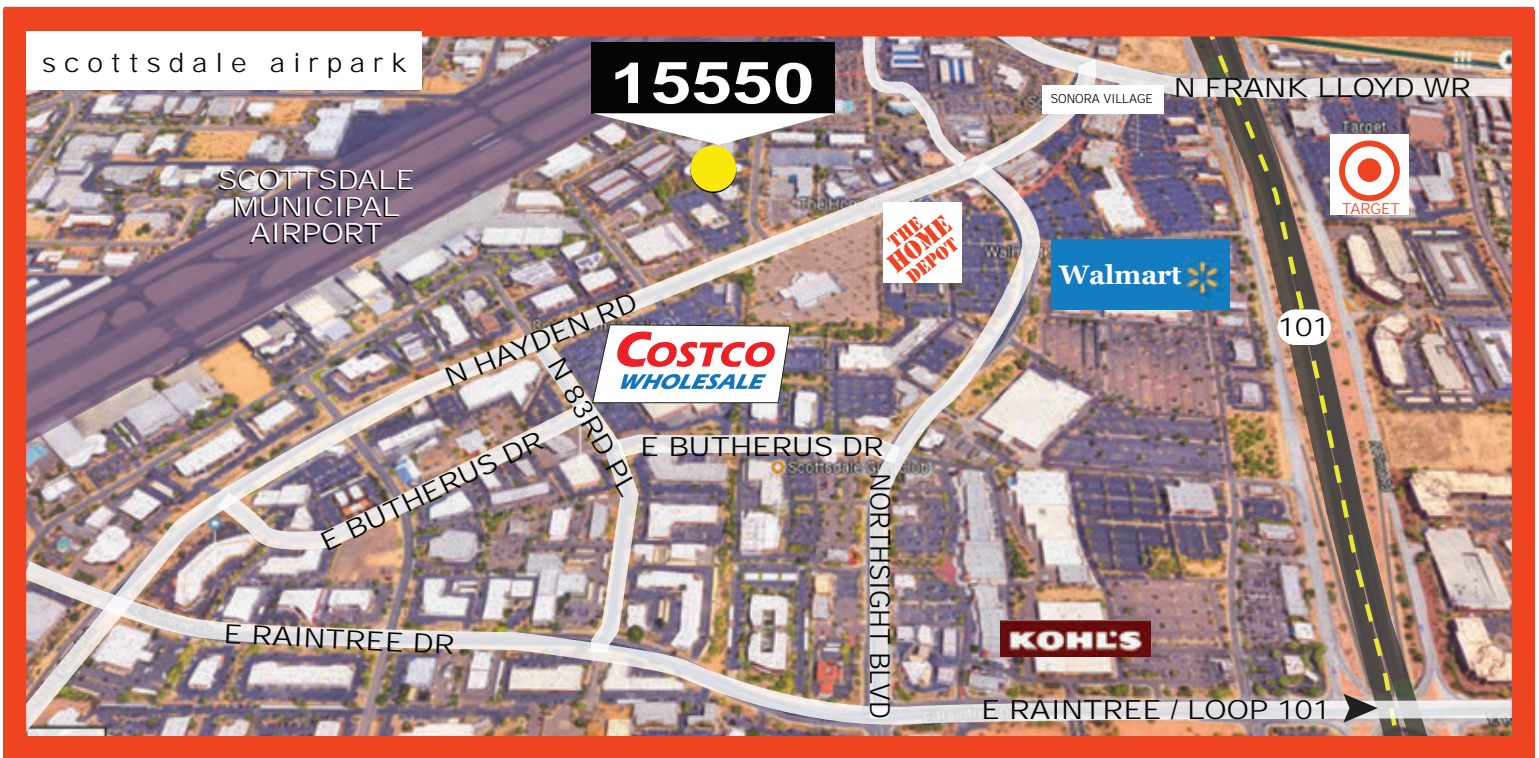 scottsdale airpark
15550
SONORA VILLAGE
N FRANK LLOYD WR
Target
TARGET
SCOTTSDALE
MUNICIPAL
AIRPORT
THE
HOME
DEPOT
Walmart
101
N HAYDEN RD
COSTCO
WHOLESALE
N 83RD PL
E BUTHERUS DR
E BUTHERUS DR
NORTHSIGHT BLVD
E RAINTREE DR
KOHL'S
E RAINTREE / LOOP 101